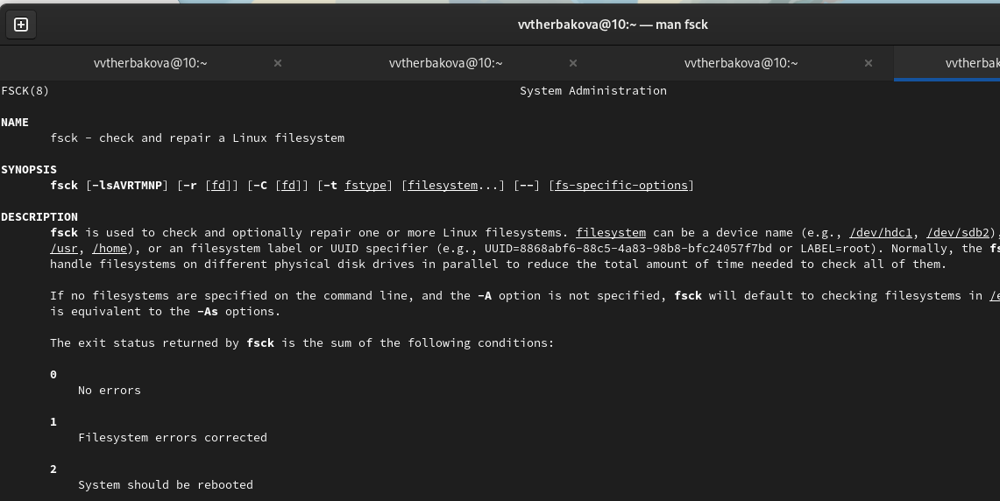 vvtherbakova@10:~ — man fsck
vvtherbakova@10:~ × vvtherbakova@10:~ × vvtherbakova@10:~ × vvtherbak
FSCK(8) System Administration
NAME
fsck - check and repair a Linux filesystem
SYNOPSIS
fsck [-lsAVRTMNP] [-r [fd]] [-C [fd]] [-t fstype] [filesystem...] [--] [fs-specific-options]
DESCRIPTION
fsck is used to check and optionally repair one or more Linux filesystems. filesystem can be a device name (e.g., /dev/hdc1, /dev/sdb2),
/usr, /home), or an filesystem label or UUID specifier (e.g., UUID=8868abf6-88c5-4a83-98b8-bfc24057f7bd or LABEL=root). Normally, the fs
handle filesystems on different physical disk drives in parallel to reduce the total amount of time needed to check all of them.
If no filesystems are specified on the command line, and the -A option is not specified, fsck will default to checking filesystems in /e
is equivalent to the -As options.
The exit status returned by fsck is the sum of the following conditions:
0
No errors
1
Filesystem errors corrected
2
System should be rebooted